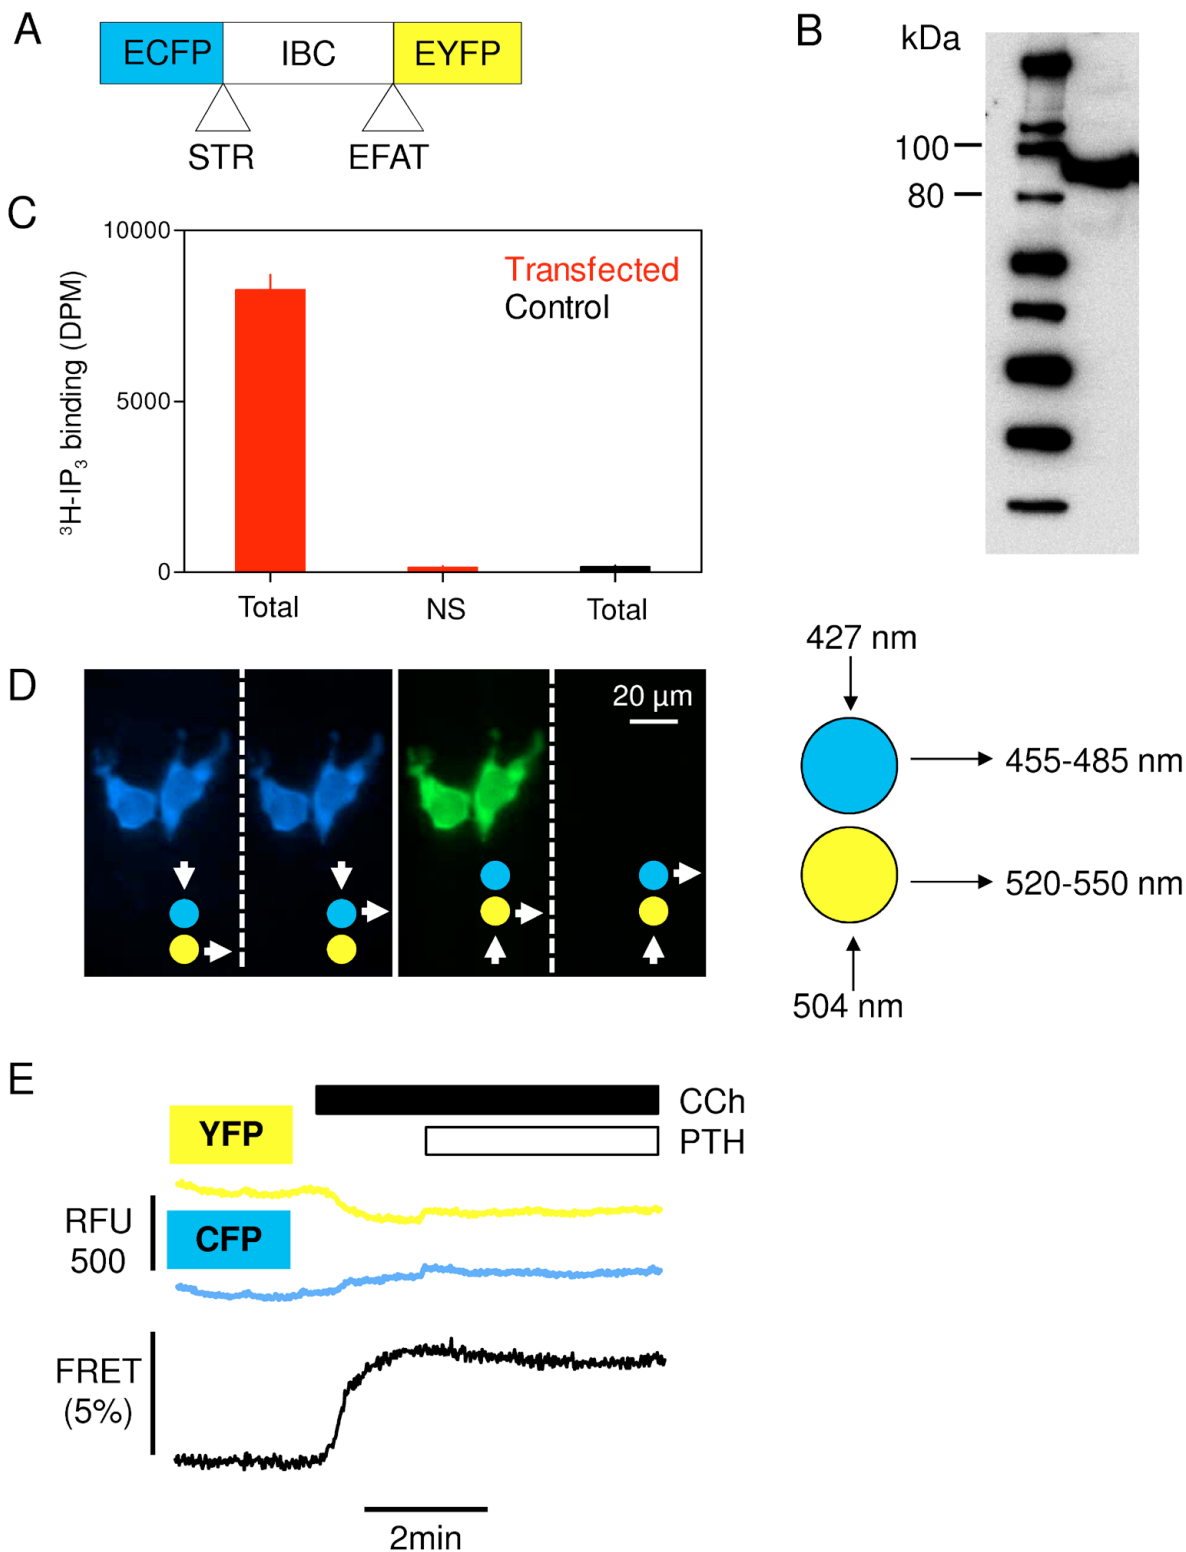 A
ECFP IBC EYFP
STR EFAT
B
kDa
100
80
C
10000
5000
0
³H-IP₃ binding (DPM)
Transfected
Control
Total NS Total
D
20 µm
427 nm
455-485 nm
520-550 nm
504 nm
E
CCh
PTH
YFP
RFU
500
CFP
FRET
(5%)
2min